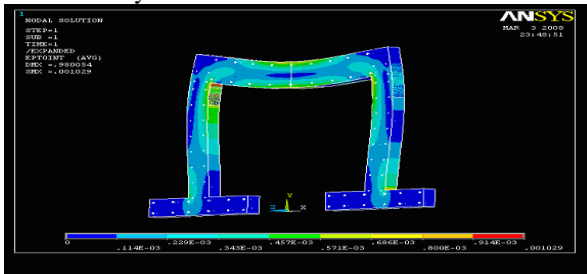 1
NODAL SOLUTION
STEP=1
SUB =1
TIME=1
/EXPANDED
EPTOINT (AVG)
DMX =.980054
SMX =.001029
ANSYS
MAR 3 2008
23:48:51
Y
Z X
0 .229E-03 .457E-03 .686E-03 .914E-03
.114E-03 .343E-03 .571E-03 .800E-03 .001029